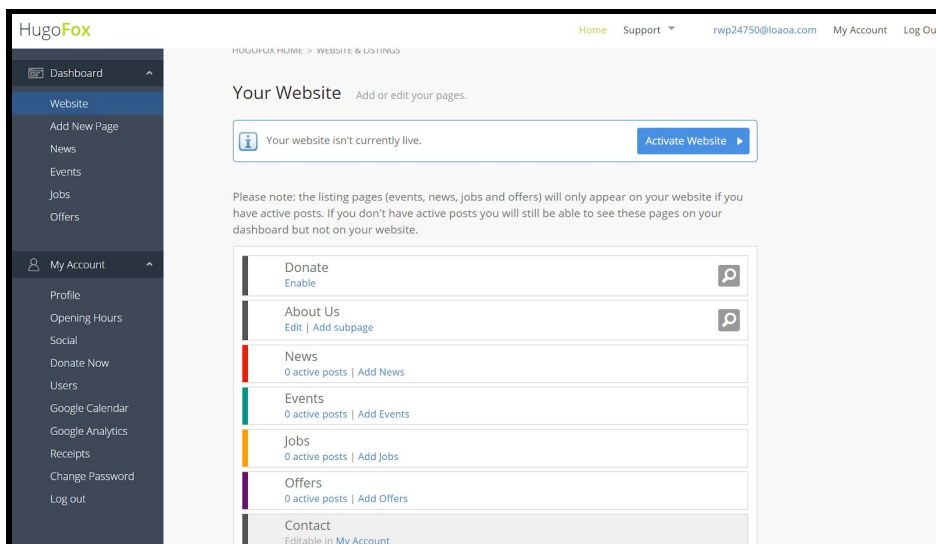 HugoFox
Home Support rwp24750@loaoa.com My Account Log Ou
HUGOFOX HOME > WEBSITE & LISTINGS
Dashboard
Website
Add New Page
News
Events
Jobs
Offers
My Account
Profile
Opening Hours
Social
Donate Now
Users
Google Calendar
Google Analytics
Receipts
Change Password
Log out
Your Website Add or edit your pages.
Your website isn't currently live.
Activate Website
Please note: the listing pages (events, news, jobs and offers) will only appear on your website if you
have active posts. If you don't have active posts you will still be able to see these pages on your
dashboard but not on your website.
Donate
Enable
About Us
Edit | Add subpage
News
0 active posts | Add News
Events
0 active posts | Add Events
Jobs
0 active posts | Add Jobs
Offers
0 active posts | Add Offers
Contact
Editable in My Account